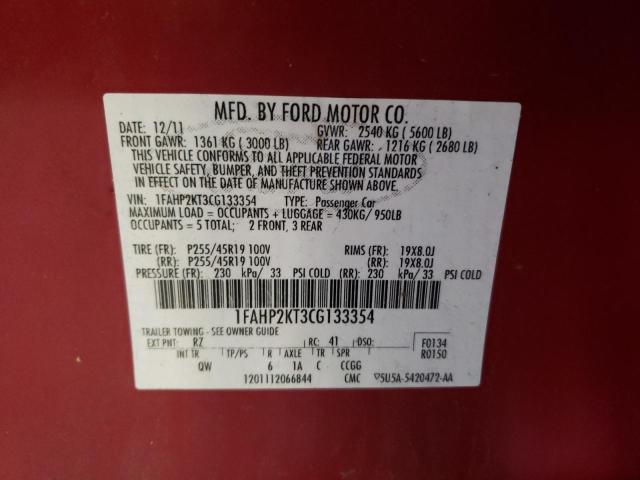 MFD. BY FORD MOTOR CO.
DATE: 12/11 GVWR: 2540 KG ( 5600 LB)
FRONT GAWR: 1361 KG ( 3000 LB) REAR GAWR: 1216 KG ( 2680 LB)
THIS VEHICLE CONFORMS TO ALL APPLICABLE FEDERAL MOTOR
VEHICLE SAFETY, BUMPER, AND THEFT PREVENTION STANDARDS
IN EFFECT ON THE DATE OF MANUFACTURE SHOWN ABOVE.
VIN: 1FAHP2KT3CG133354 TYPE: Passenger Car
MAXIMUM LOAD = OCCUPANTS + LUGGAGE = 430KG/ 950LB
OCCUPANTS = 5 TOTAL; 2 FRONT, 3 REAR
TIRE (FR): P255/45R19 100V RIMS (FR): 19X8.0J
(RR): P255/45R19 100V (RR): 19X8.0J
PRESSURE (FR): 230 kPa/ 33 PSI COLD (RR): 230 kPa/ 33 PSI COLD
1FAHP2KT3CG133354
TRAILER TOWING - SEE OWNER GUIDE
EXT PNT: RZ RC: 41 DSO: F0134
INT TR TP/PS R AXLE TR SPR R0150
QW 6 1A C CCGG
1201112066844 CMC ▽5U5A-5420472-AA